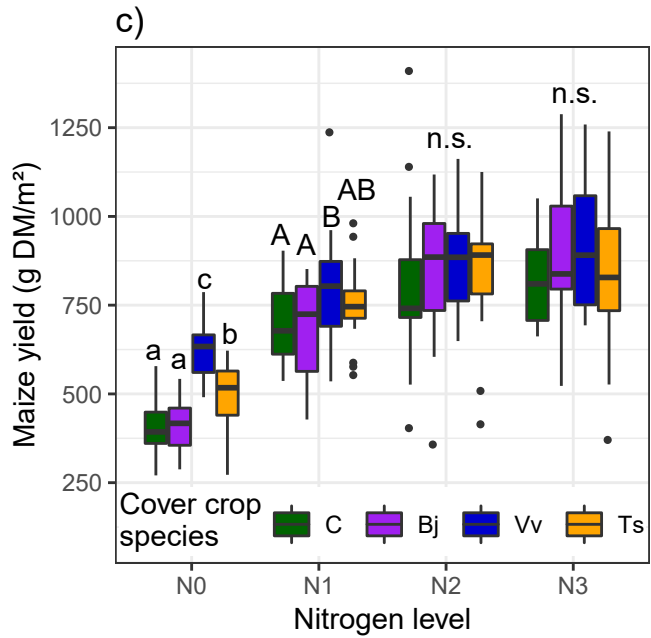 c)
Maize yield (g DM/m²)
1250
1000
750
500
250
a
a
c
b
A
A
B
AB
n.s.
n.s.
Cover crop
species
C
Bj
Vv
Ts
N0
N1
N2
N3
Nitrogen level